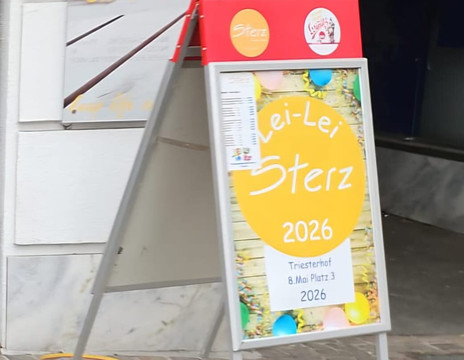 Sterz
Lei-Lei
Sterz
2026
Triesterhof
8.Mai Platz 3
2026